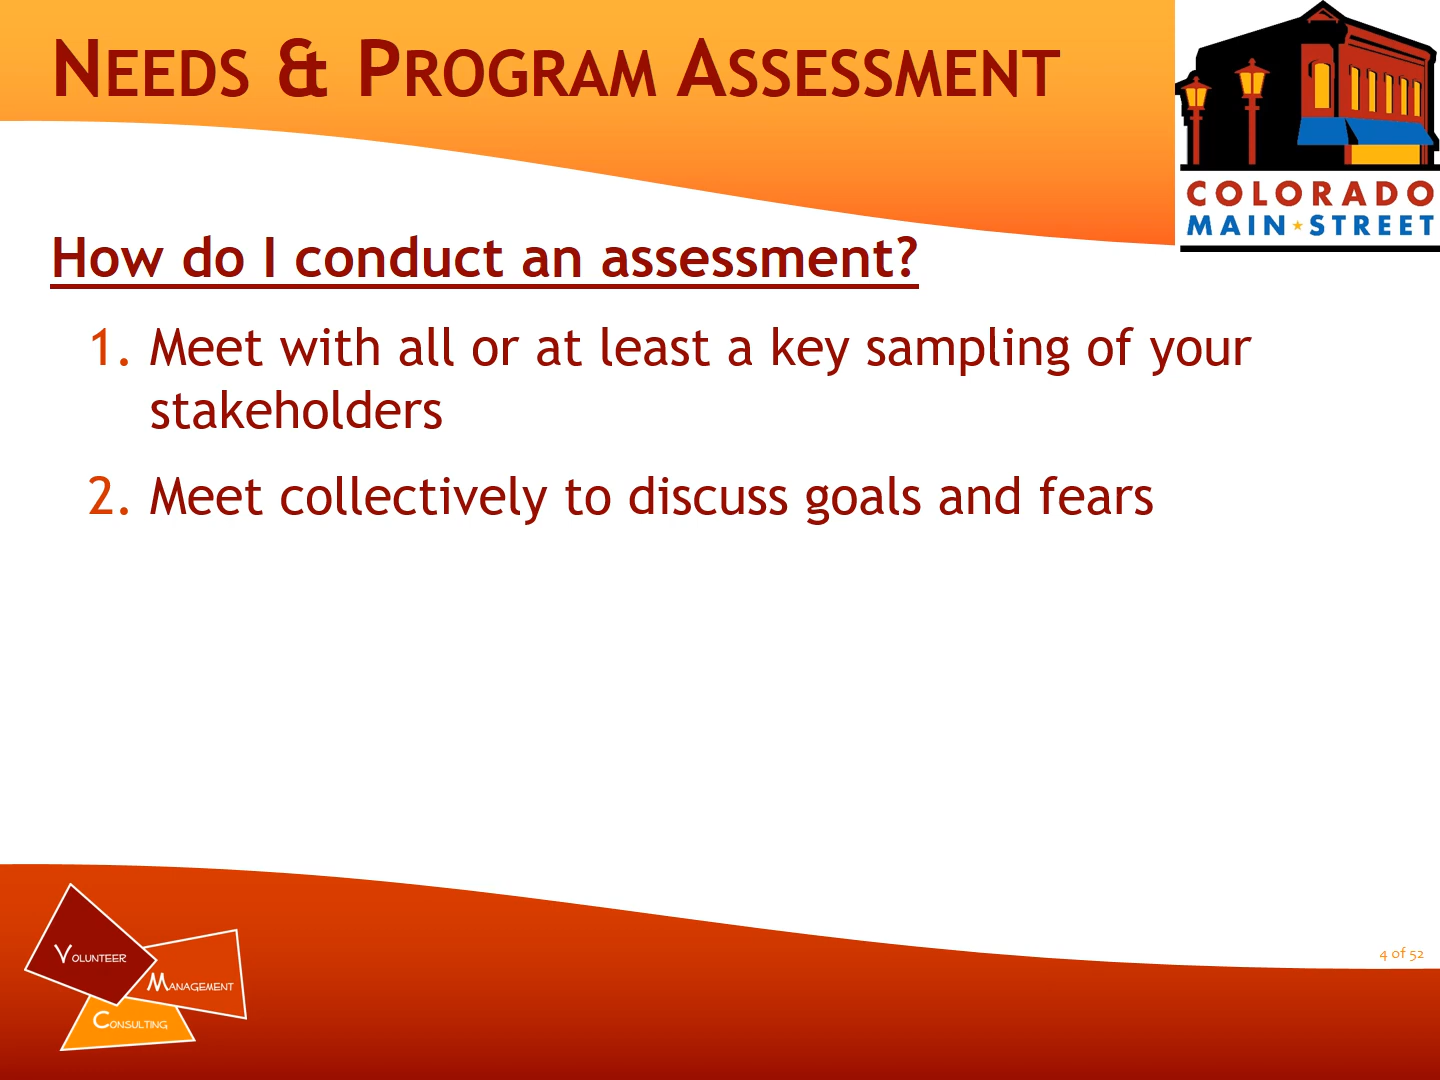 NEEDS & PROGRAM ASSESSMENT
COLORADO
MAIN STREET
How do I conduct an assessment?
1. Meet with all or at least a key sampling of your
stakeholders
2. Meet collectively to discuss goals and fears
4 of 52
VOLUNTEER
MANAGEMENT
CONSULTING